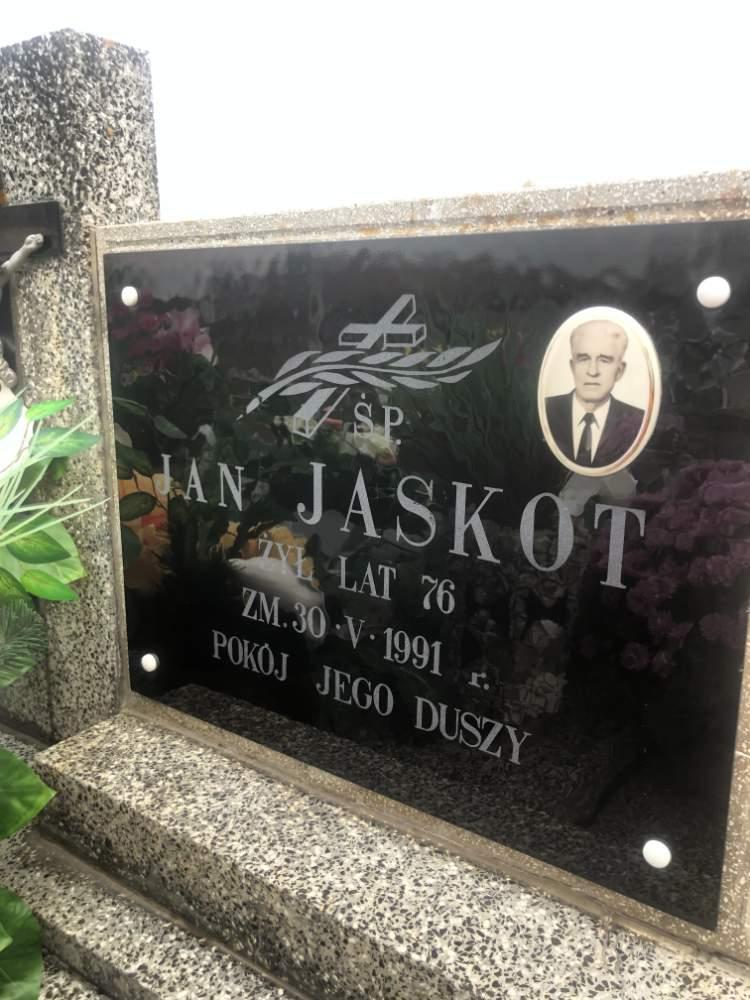 Ś.P.
JAN JASKOT
ŻYŁ LAT 76
ZM. 30·V·1991 r.
POKÓJ JEGO DUSZY